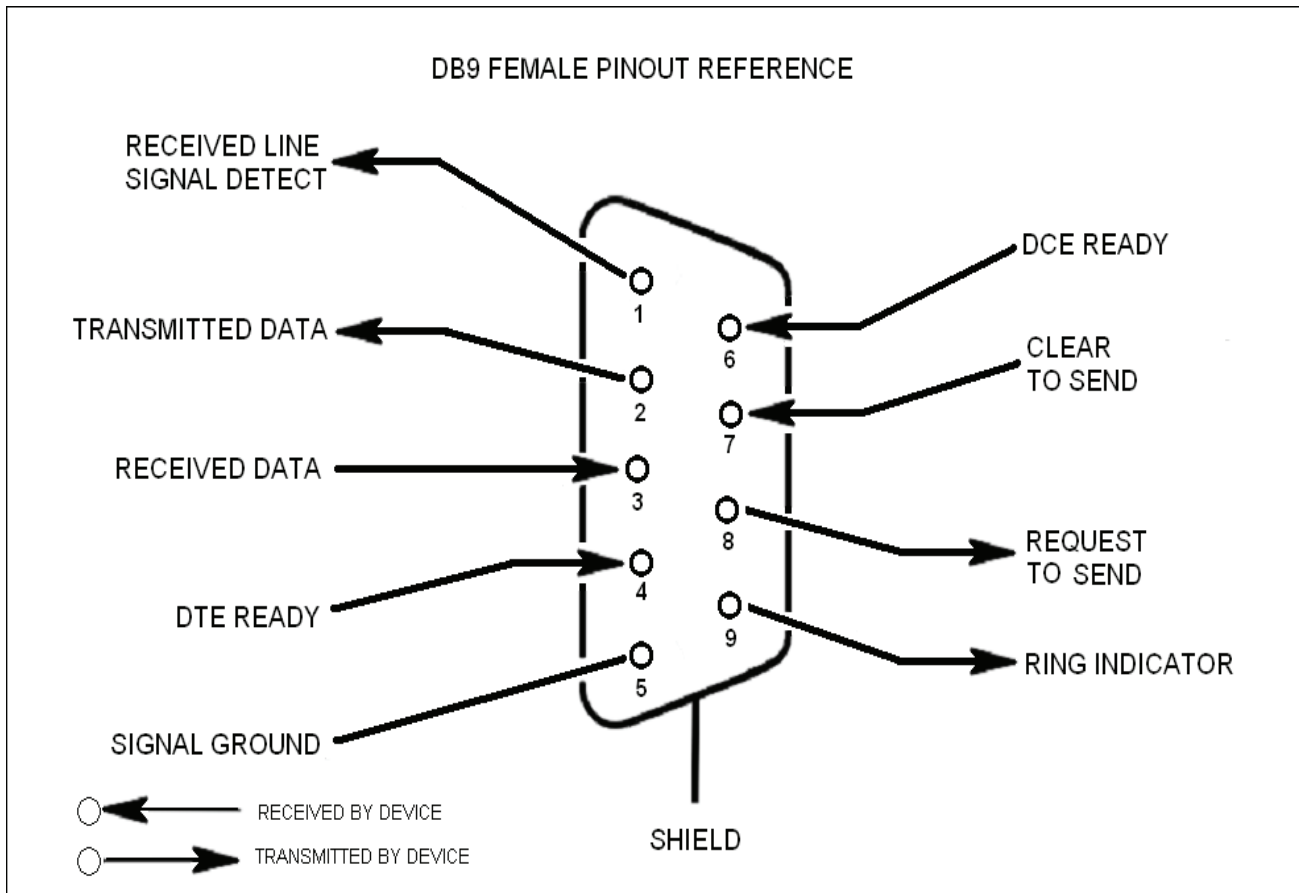 DB9 FEMALE PINOUT REFERENCE
RECEIVED LINE
SIGNAL DETECT
TRANSMITTED DATA
RECEIVED DATA
DTE READY
SIGNAL GROUND
1
2
3
4
5
6
7
8
9
DCE READY
CLEAR
TO SEND
REQUEST
TO SEND
RING INDICATOR
SHIELD
RECEIVED BY DEVICE
TRANSMITTED BY DEVICE